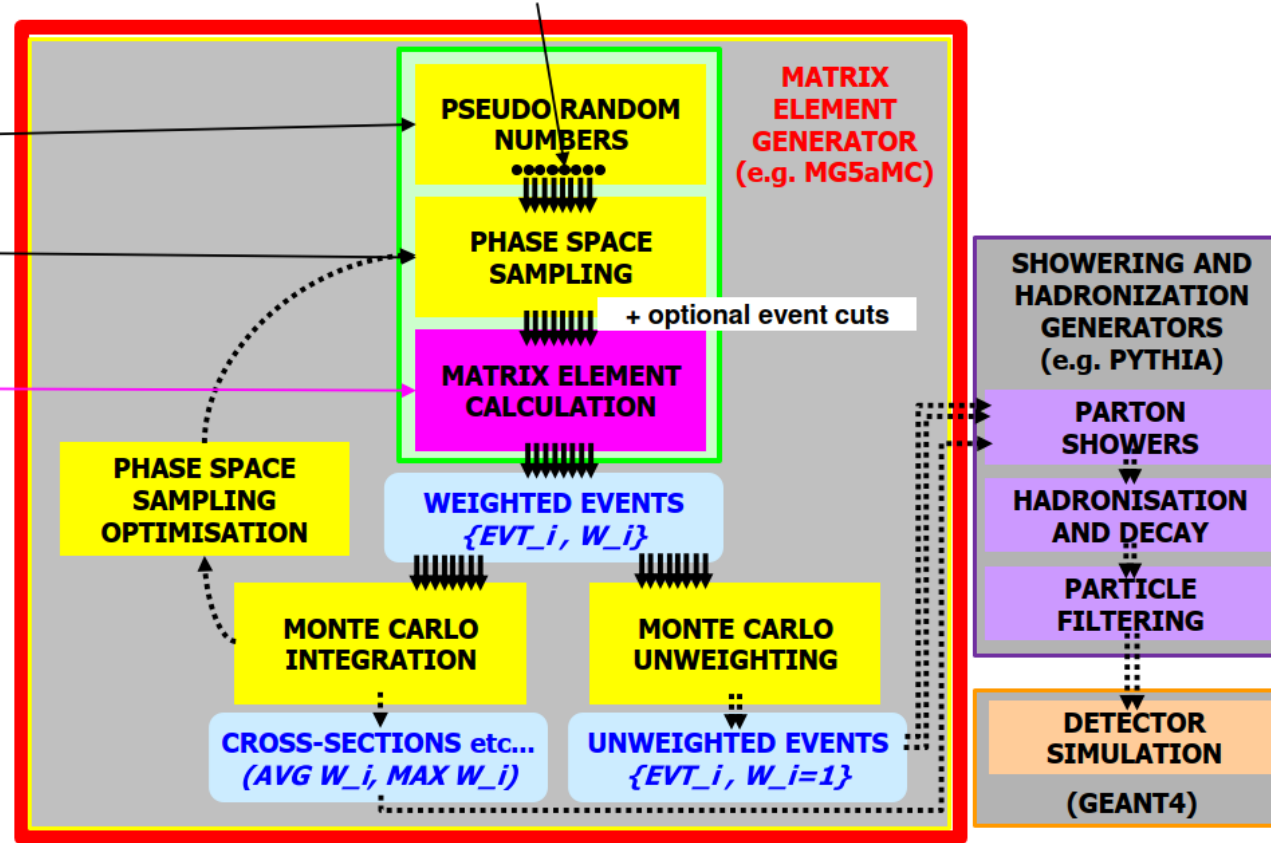 PSEUDO RANDOM
NUMBERS
MATRIX
ELEMENT
GENERATOR
(e.g. MG5aMC)
PHASE SPACE
SAMPLING
+ optional event cuts
MATRIX ELEMENT
CALCULATION
PHASE SPACE
SAMPLING
OPTIMISATION
WEIGHTED EVENTS
{EVT_i , W_i}
MONTE CARLO
INTEGRATION
MONTE CARLO
UNWEIGHTING
CROSS-SECTIONS etc...
(AVG W_i, MAX W_i)
UNWEIGHTED EVENTS
{EVT_i , W_i=1}
SHOWERING AND
HADRONIZATION
GENERATORS
(e.g. PYTHIA)
PARTON
SHOWERS
HADRONISATION
AND DECAY
PARTICLE
FILTERING
DETECTOR
SIMULATION
(GEANT4)